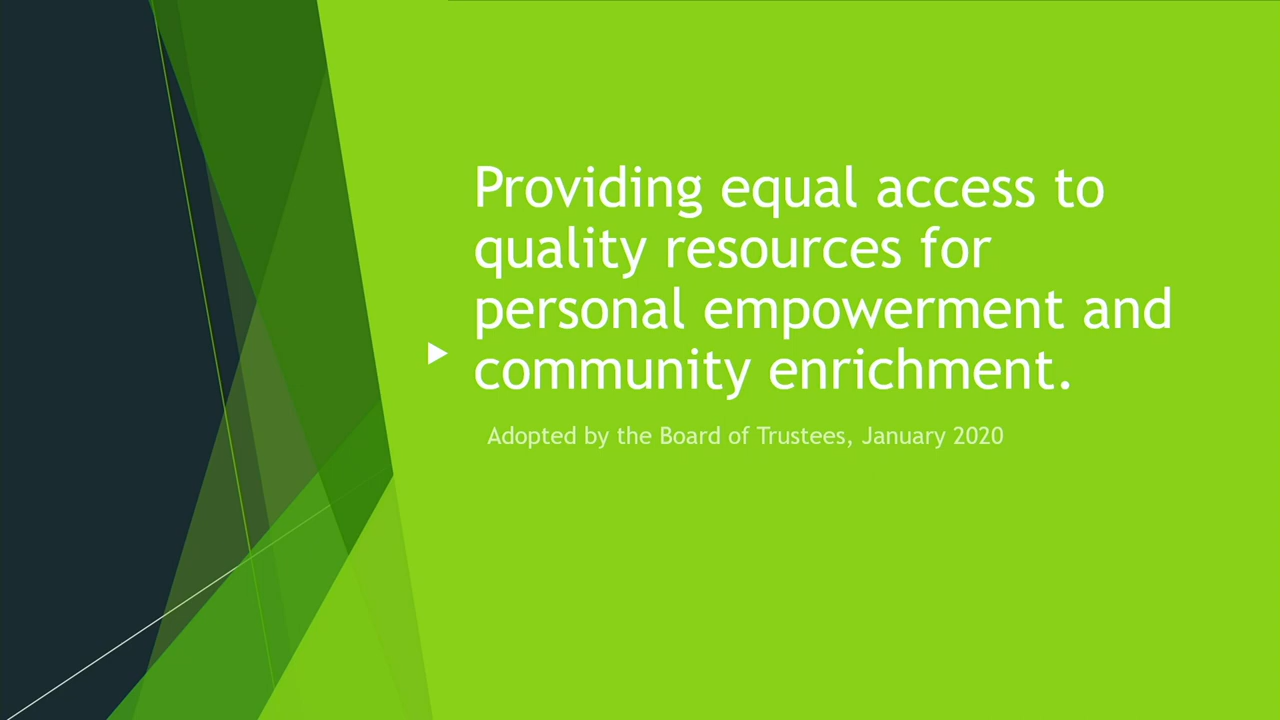 Providing equal access to
quality resources for
personal empowerment and
community enrichment.
Adopted by the Board of Trustees, January 2020